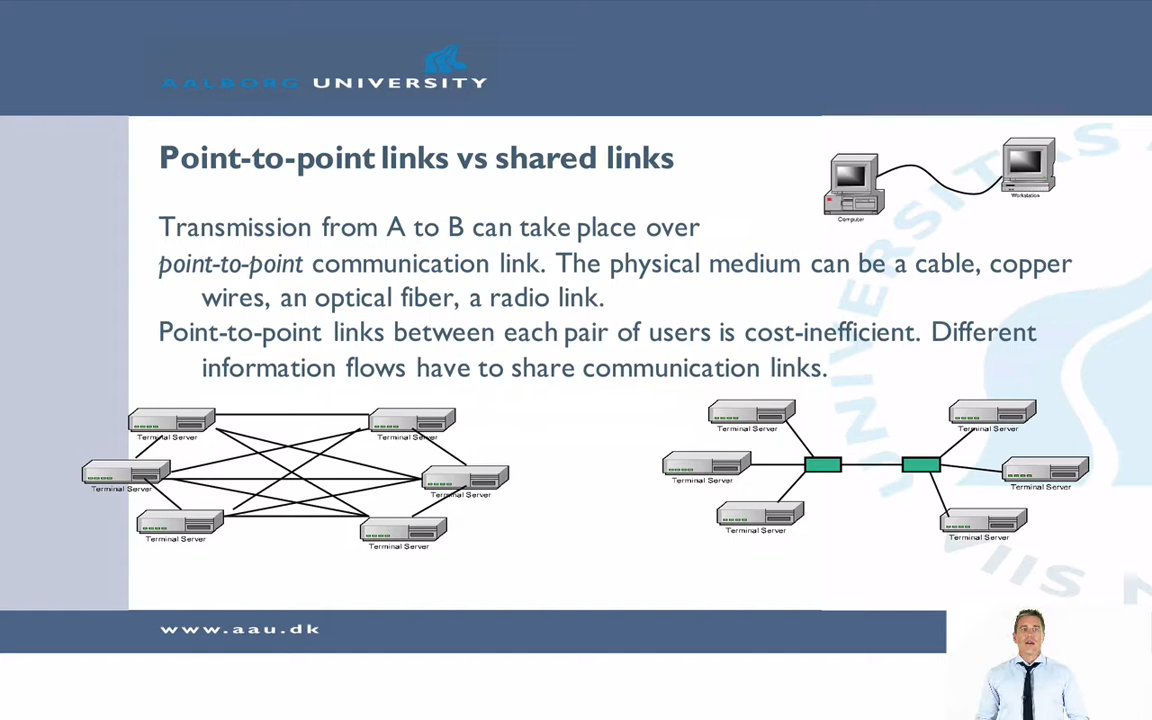 AALBORG UNIVERSITY
Point-to-point links vs shared links
Computer
Workstation
Transmission from A to B can take place over
point-to-point communication link. The physical medium can be a cable, copper
wires, an optical fiber, a radio link.
Point-to-point links between each pair of users is cost-inefficient. Different
information flows have to share communication links.
Terminal Server
Terminal Server
Terminal Server
Terminal Server
Terminal Server
Terminal Server
Terminal Server
Terminal Server
Terminal Server
Terminal Server
Terminal Server
Terminal Server
www.aau.dk